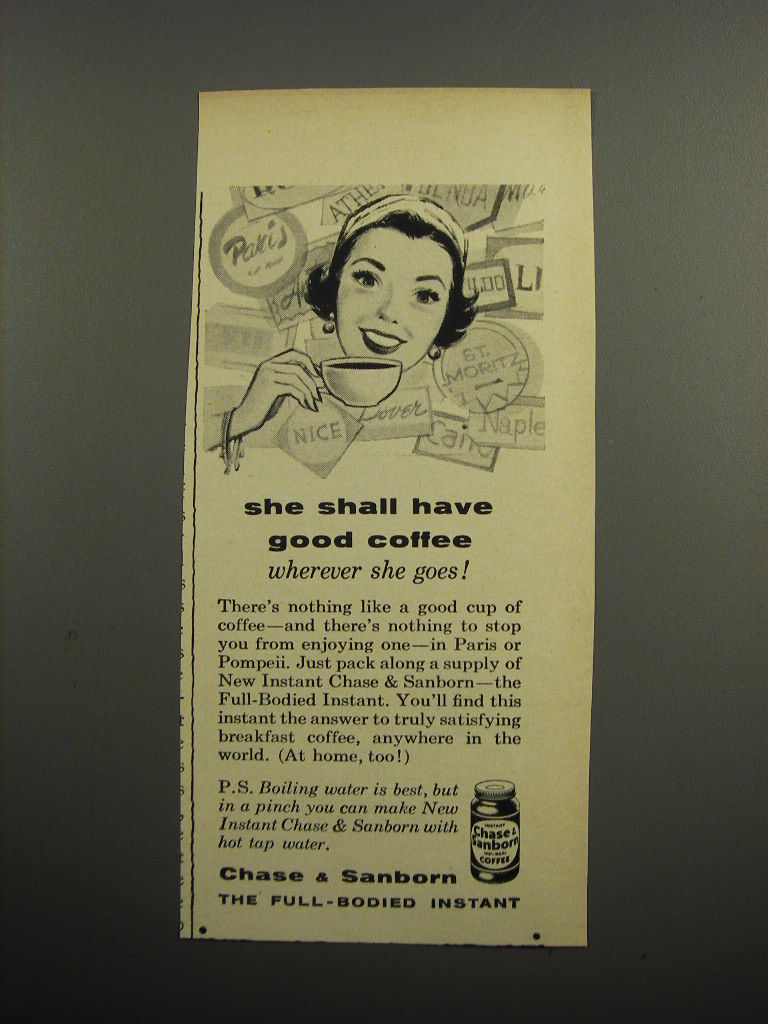 ATHE
Paris
LI
ST.
MORITZ
NICE
Dover
Cairo
Naple
she shall have
good coffee
wherever she goes!
There's nothing like a good cup of
coffee—and there's nothing to stop
you from enjoying one—in Paris or
Pompeii. Just pack along a supply of
New Instant Chase & Sanborn—the
Full-Bodied Instant. You'll find this
instant the answer to truly satisfying
breakfast coffee, anywhere in the
world. (At home, too!)
P.S. Boiling water is best, but
in a pinch you can make New
Instant Chase & Sanborn with
hot tap water.
INSTANT
Chase &
Sanborn
COFFEE
Chase & Sanborn
THE FULL-BODIED INSTANT